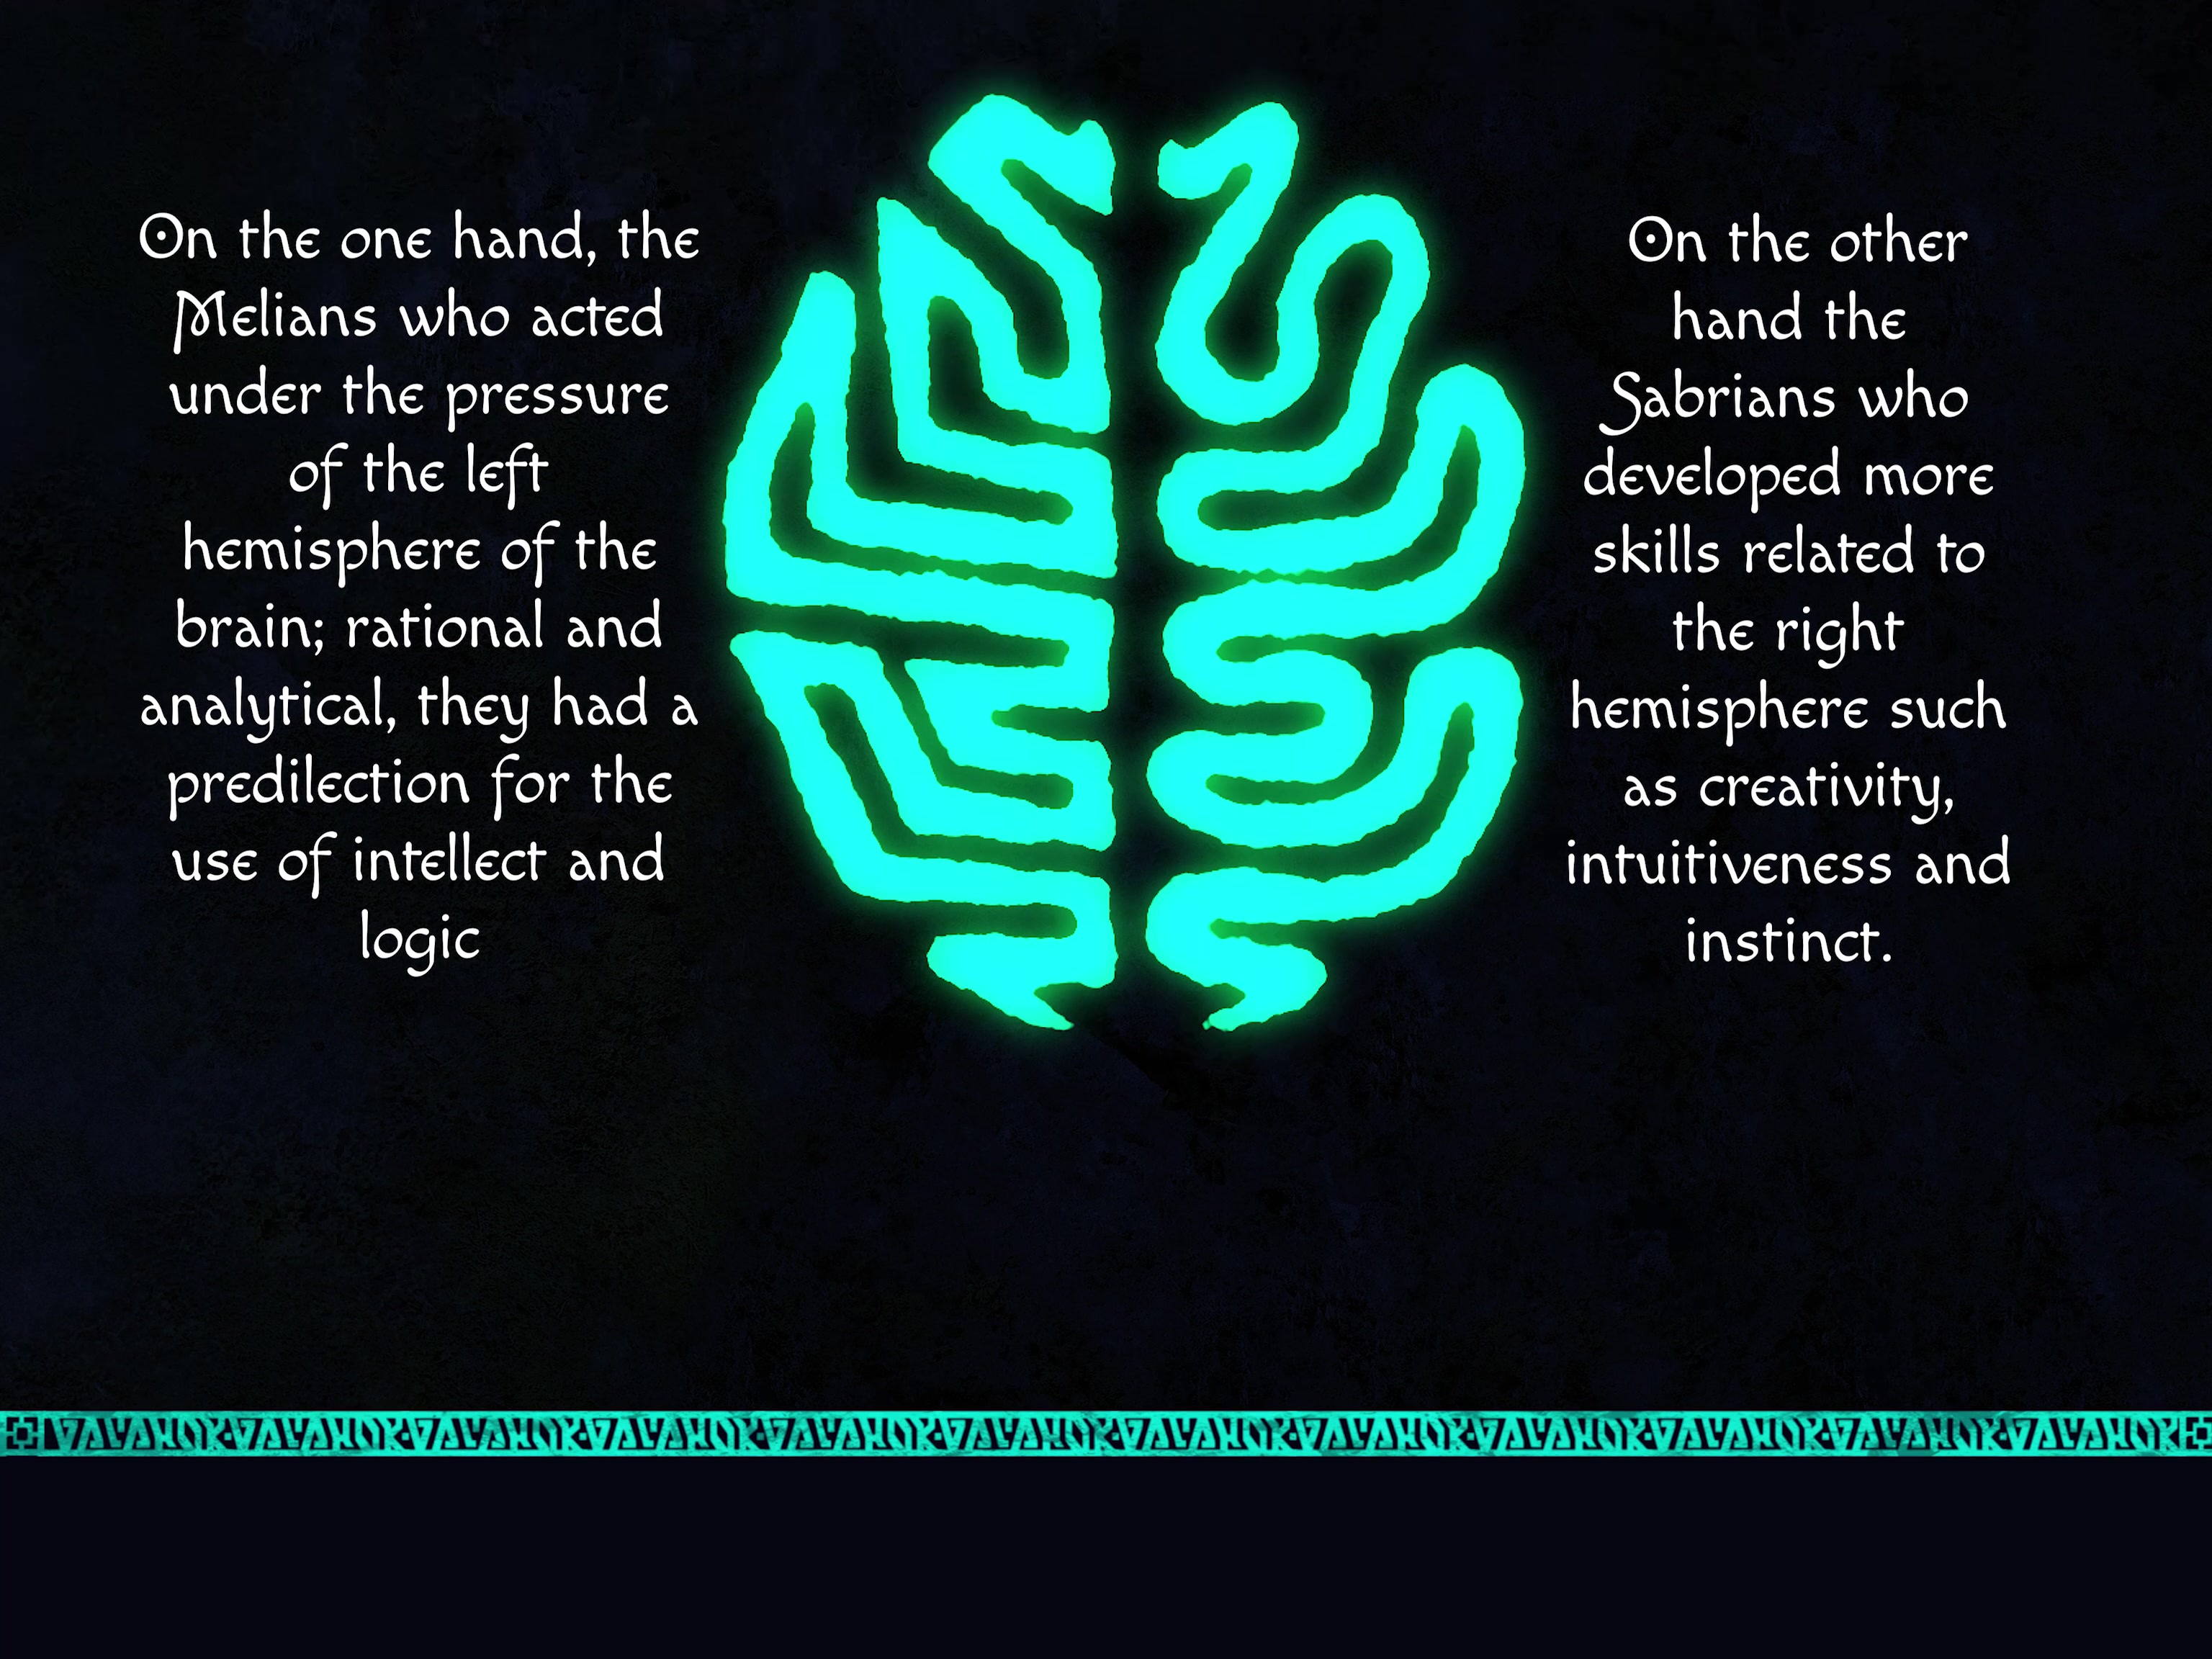 On the one hand, the
Melians who acted
under the pressure
of the left
hemisphere of the
brain; rational and
analytical, they had a
predilection for the
use of intellect and
logic
On the other
hand the
Sabrians who
developed more
skills related to
the right
hemisphere such
as creativity,
intuitiveness and
instinct.